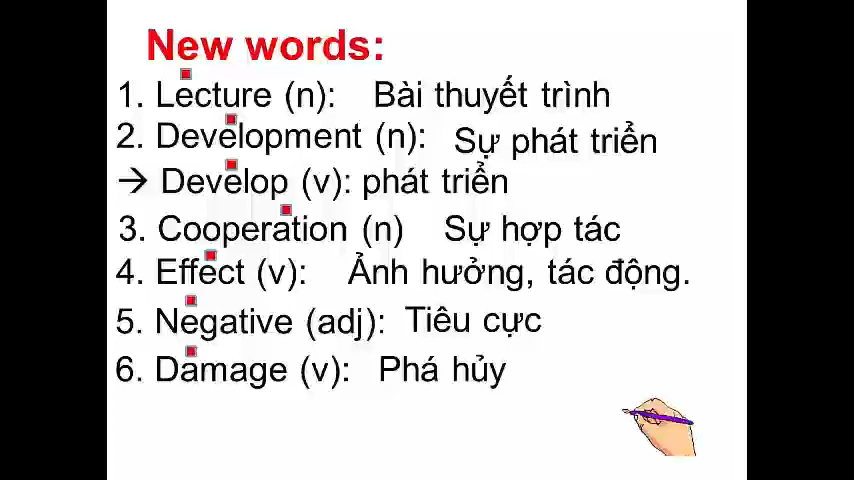 New words:
1. Lecture (n): Bài thuyết trình
2. Development (n): Sự phát triển
→ Develop (v): phát triển
3. Cooperation (n) Sự hợp tác
4. Effect (v): Ảnh hưởng, tác động.
5. Negative (adj): Tiêu cực
6. Damage (v): Phá hủy